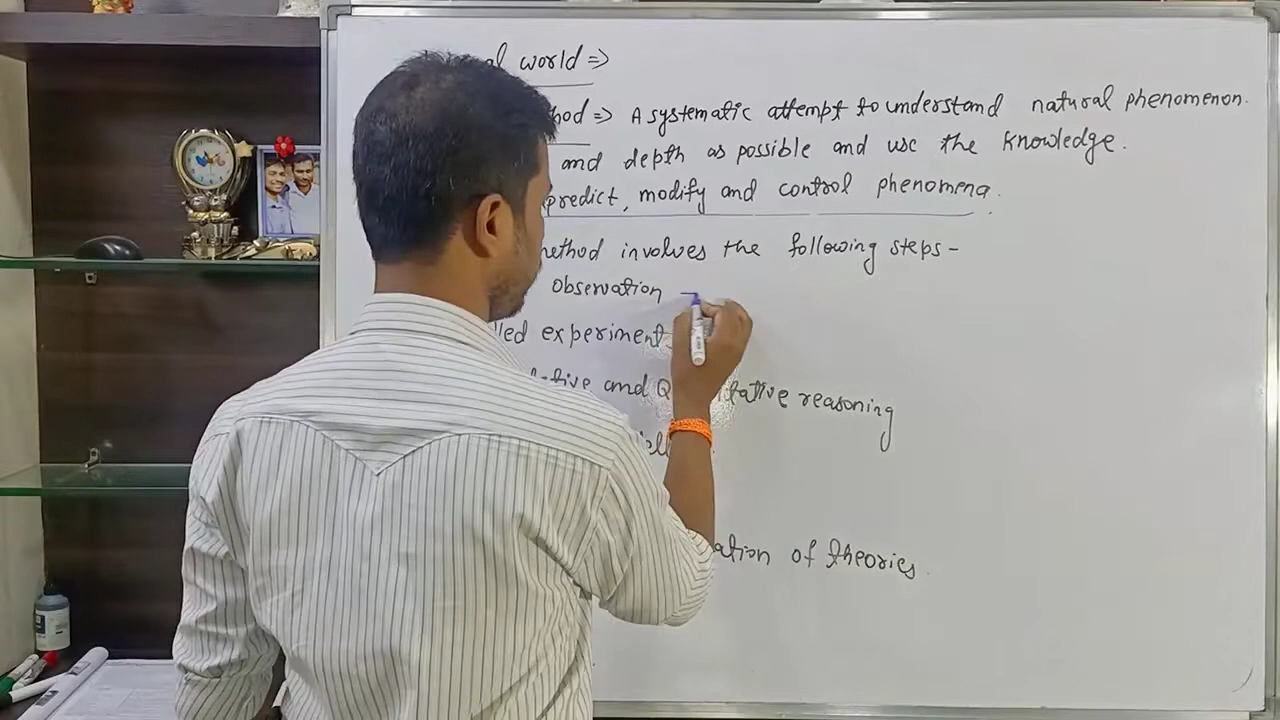 al world ⇒
hod ⇒ A systematic attempt to understand natural phenomenon.
and depth as possible and use the knowledge.
predict, modify and control phenomena.
method involves the following steps-
observation -
lled experiment
tive and Q itative reasoning
ation of theories.